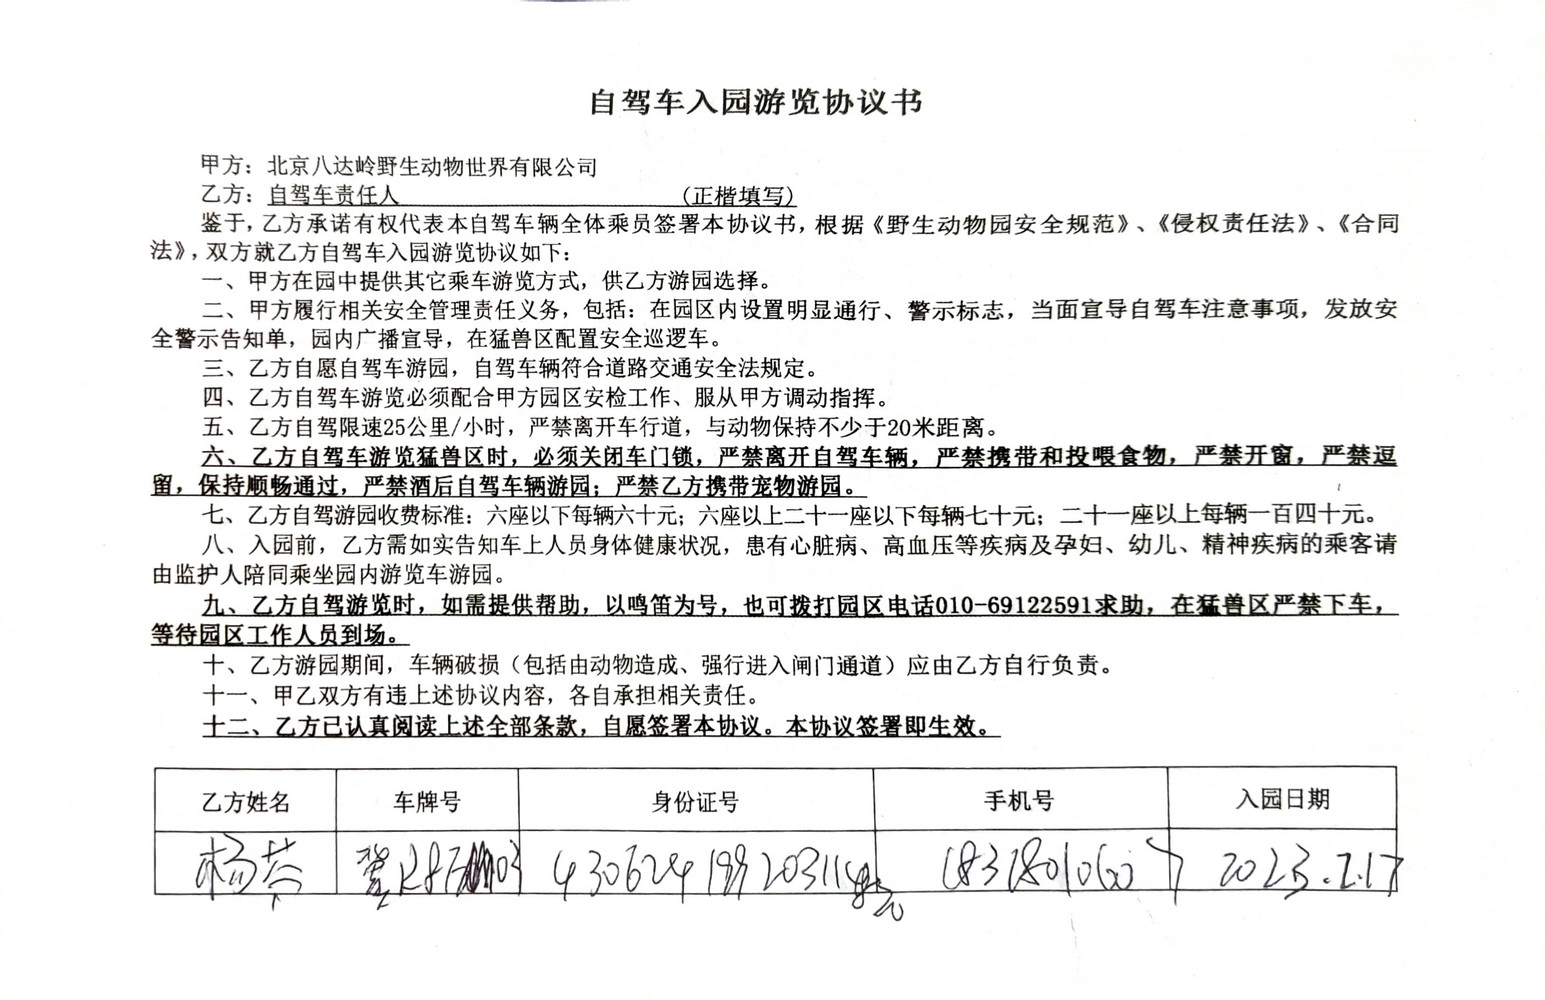 自驾车入园游览协议书
甲方：北京八达岭野生动物世界有限公司
乙方：自驾车责任人 (正楷填写)
鉴于，乙方承诺有权代表本自驾车辆全体乘员签署本协议书，根据《野生动物园安全规范》、《侵权责任法》、《合同
法》，双方就乙方自驾车入园游览协议如下：
一、甲方在园中提供其它乘车游览方式，供乙方游园选择。
二、甲方履行相关安全管理责任义务，包括：在园区内设置明显通行、警示标志，当面宣导自驾车注意事项，发放安
全警示告知单，园内广播宣导，在猛兽区配置安全巡逻车。
三、乙方自愿自驾车游园，自驾车辆符合道路交通安全法规定。
四、乙方自驾车游览必须配合甲方园区安检工作、服从甲方调动指挥。
五、乙方自驾限速25公里/小时，严禁离开车行道，与动物保持不少于20米距离。
六、乙方自驾车游览猛兽区时，必须关闭车门锁，严禁离开自驾车辆，严禁携带和投喂食物，严禁开窗，严禁逗
留，保持顺畅通过，严禁酒后自驾车辆游园；严禁乙方携带宠物游园。
七、乙方自驾游园收费标准：六座以下每辆六十元；六座以上二十一座以下每辆七十元；二十一座以上每辆一百四十元。
八、入园前，乙方需如实告知车上人员身体健康状况，患有心脏病、高血压等疾病及孕妇、幼儿、精神疾病的乘客请
由监护人陪同乘坐园内游览车游园。
九、乙方自驾游览时，如需提供帮助，以鸣笛为号，也可拨打园区电话010-69122591求助，在猛兽区严禁下车，
等待园区工作人员到场。
十、乙方游园期间，车辆破损（包括由动物造成、强行进入闸门通道）应由乙方自行负责。
十一、甲乙双方有违上述协议内容，各自承担相关责任。
十二、乙方已认真阅读上述全部条款，自愿签署本协议。本协议签署即生效。
乙方姓名 车牌号 身份证号 手机号 入园日期
杨 2023.2.17